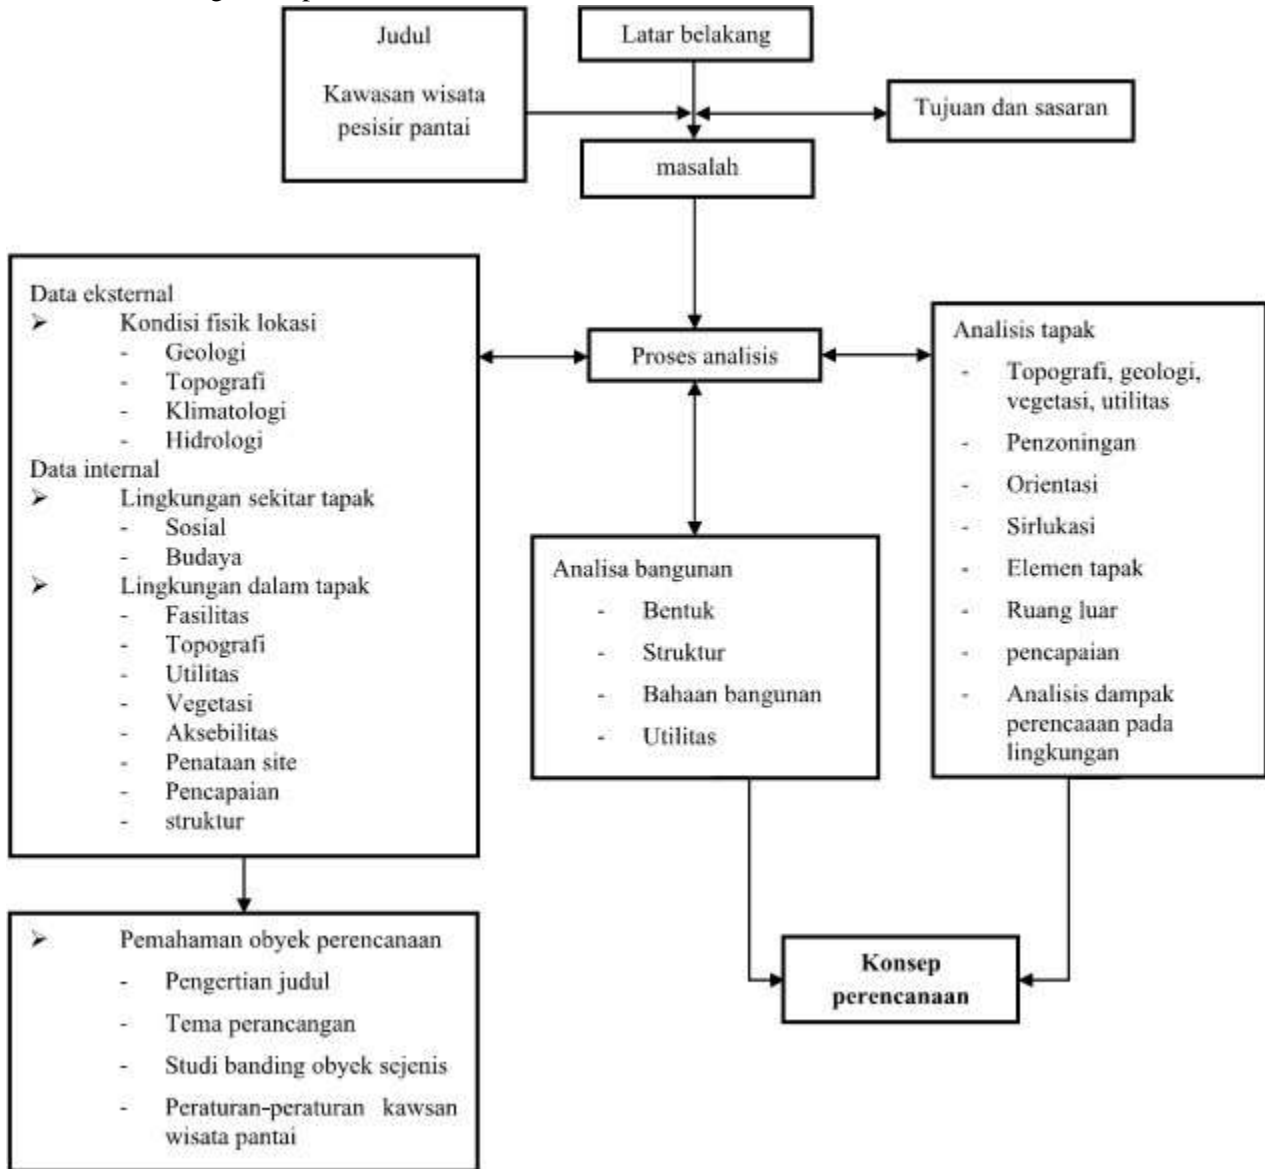 Judul
Kawasan wisata
pesisir pantai
Latar belakang
Tujuan dan sasaran
masalah
Data eksternal
➤ Kondisi fisik lokasi
- Geologi
- Topografi
- Klimatologi
- Hidrologi
Data internal
➤ Lingkungan sekitar tapak
- Sosial
- Budaya
➤ Lingkungan dalam tapak
- Fasilitas
- Topografi
- Utilitas
- Vegetasi
- Aksebilitas
- Penataan site
- Pencapaian
- struktur
Proses analisis
Analisis tapak
- Topografi, geologi,
vegetasi, utilitas
- Penzoningan
- Orientasi
- Sirlukasi
- Elemen tapak
- Ruang luar
- pencapaian
- Analisis dampak
perencaaan pada
lingkungan
Analisa bangunan
- Bentuk
- Struktur
- Bahaan bangunan
- Utilitas
➤ Pemahaman obyek perencanaan
- Pengertian judul
- Tema perancangan
- Studi banding obyek sejenis
- Peraturan-peraturan kawsan
wisata pantai
Konsep
perencanaan